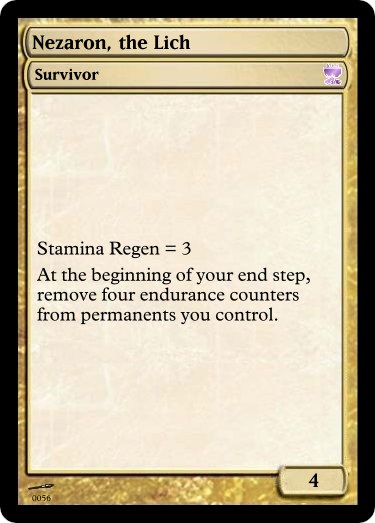 Nezaron, the Lich
Survivor
Stamina Regen = 3
At the beginning of your end step,
remove four endurance counters
from permanents you control.
4
0056